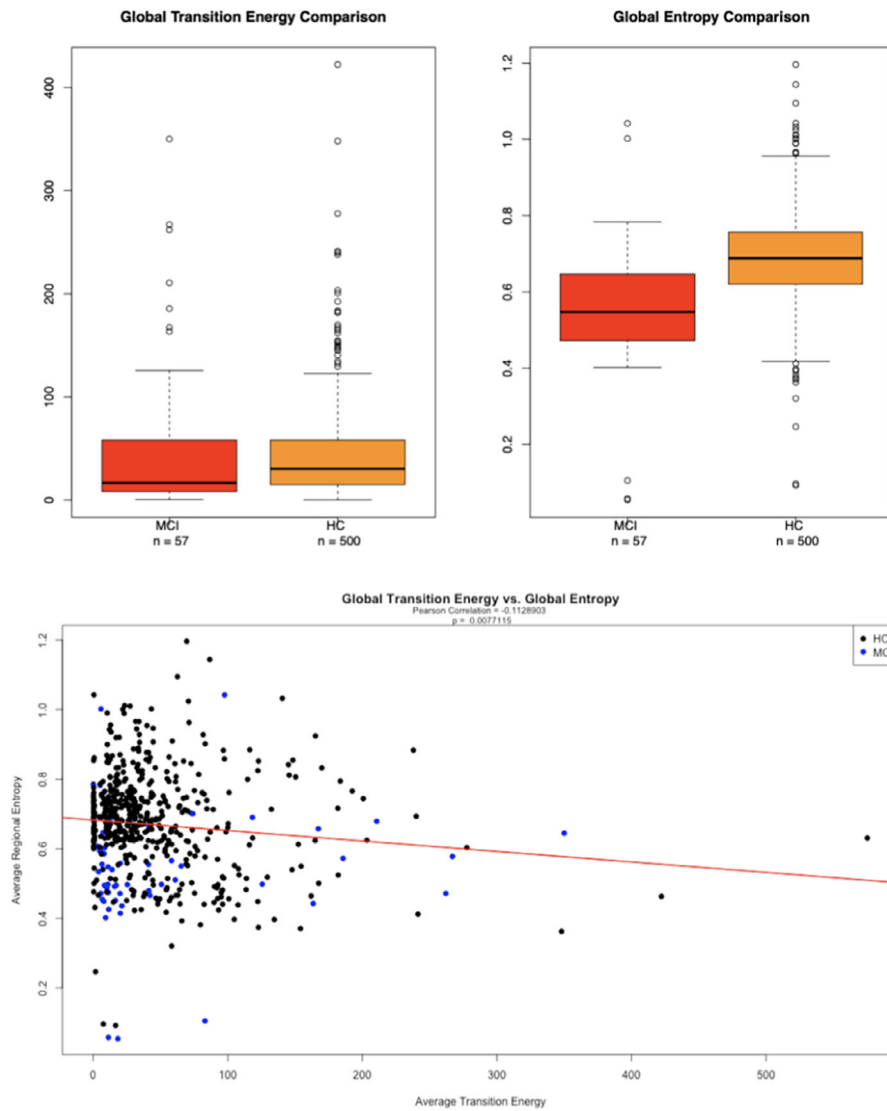 Global Transition Energy Comparison
400
300
200
100
0
MCI
n = 57
HC
n = 500
Global Entropy Comparison
1.2
1.0
0.8
0.6
0.4
0.2
MCI
n = 57
HC
n = 500
Global Transition Energy vs. Global Entropy
Pearson Correlation = -0.1128903
p = 0.0077115
HC
MC
Average Regional Entropy
1.2
1.0
0.8
0.6
0.4
0.2
0
100
200
300
400
500
Average Transition Energy